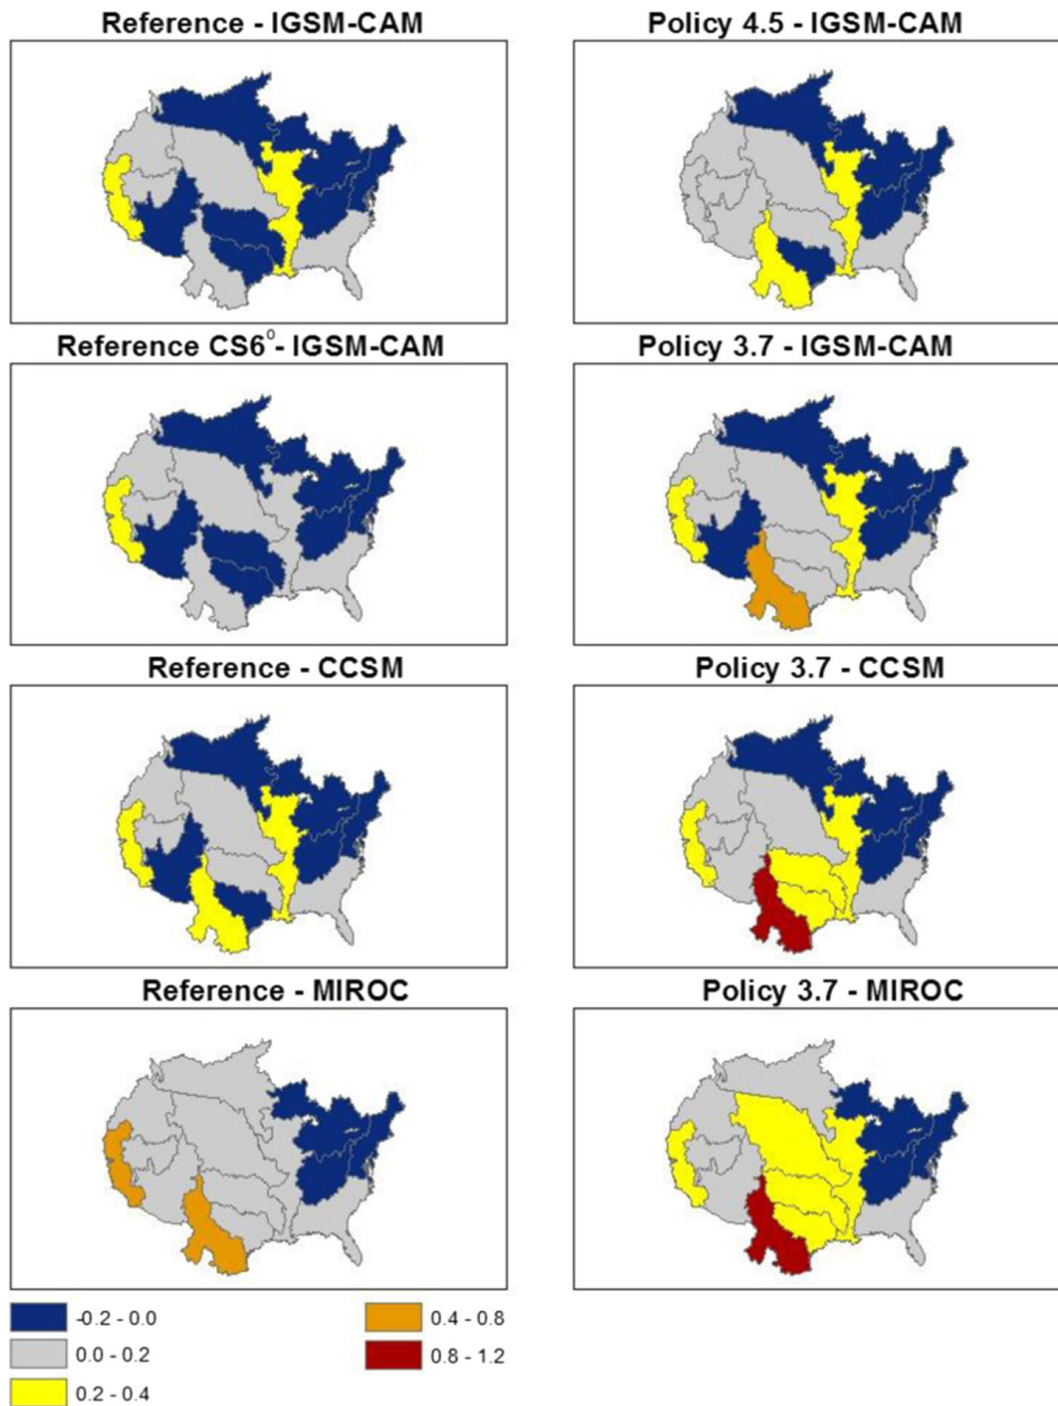 Reference - IGSM-CAM
Policy 4.5 - IGSM-CAM
Reference CS6°- IGSM-CAM
Policy 3.7 - IGSM-CAM
Reference - CCSM
Policy 3.7 - CCSM
Reference - MIROC
Policy 3.7 - MIROC
-0.2 - 0.0
0.0 - 0.2
0.2 - 0.4
0.4 - 0.8
0.8 - 1.2